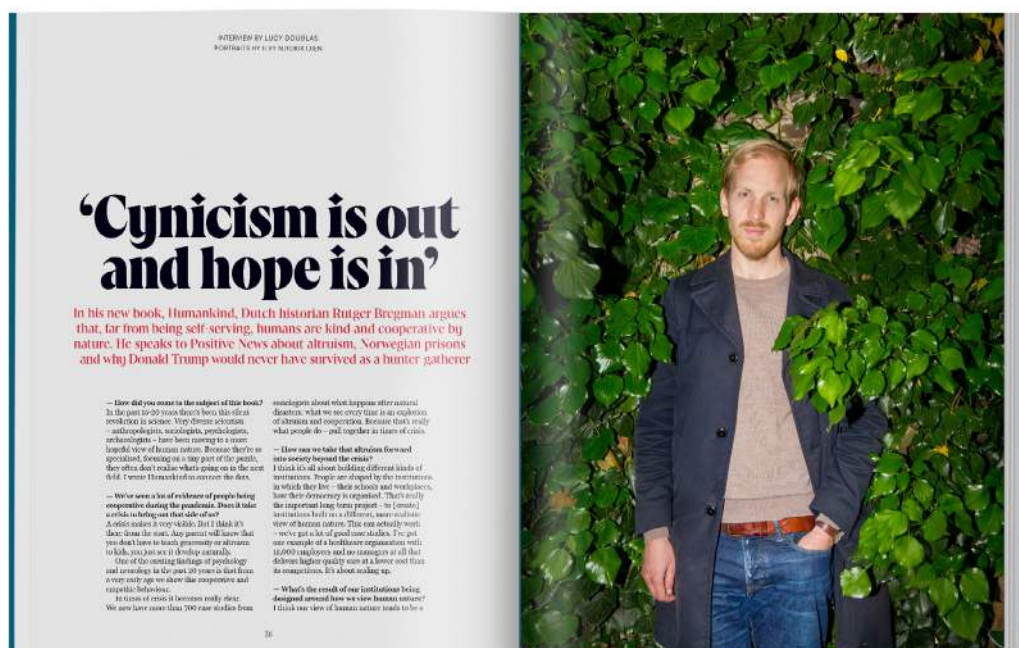 INTERVIEW BY LUCY DOUGLAS
PORTRAITS BY
‘Cynicism is out
and hope is in’
In his new book, Humankind, Dutch historian Rutger Bregman argues
that, far from being self-serving, humans are kind and cooperative by
nature. He speaks to Positive News about altruism, Norwegian prisons
and why Donald Trump would never have survived as a hunter gatherer
— How did you come to the subject of this book?
In the past 15-20 years there’s been this silent
revolution in science. Very diverse scientists
– anthropologists, sociologists, psychologists,
archaeologists – have been moving to a more
hopeful view of human nature. Because they’re so
specialised, focusing on a tiny part of the puzzle,
they often don’t realise what’s going on in the next
field. I wrote Humankind to connect the dots.
— We’ve seen a lot of evidence of people being
cooperative during the pandemic. Does it take
a crisis to bring out that side of us?
A crisis makes it very visible. But I think it’s
there from the start. Any parent will know that
you don’t have to teach generosity or altruism
to kids, you just see it develop naturally.
One of the exciting findings of psychology
and neurology in the past 20 years is that from
a very early age we show this cooperative and
empathic behaviour.
In times of crisis it becomes really clear.
We now have more than 700 case studies from
sociologists about what happens after natural
disasters: what we see every time is an explosion
of altruism and cooperation. Because that’s really
what people do – pull together in times of crisis.
— How can we take that altruism forward
into society beyond the crisis?
I think it’s all about building different kinds of
institutions. People are shaped by the institutions
in which they live – their schools and workplaces,
how their democracy is organised. That’s really
the important long-term project – to [create]
institutions built on a different, more realistic
view of human nature. This can actually work
– we’ve got a lot of good case studies. I’ve got
one example of a healthcare organisation with
15,000 employees and no managers at all that
delivers higher quality care at a lower cost than
its competitors. It’s about scaling up.
— What’s the result of our institutions being
designed around how we view human nature?
I think our view of human nature tends to be a